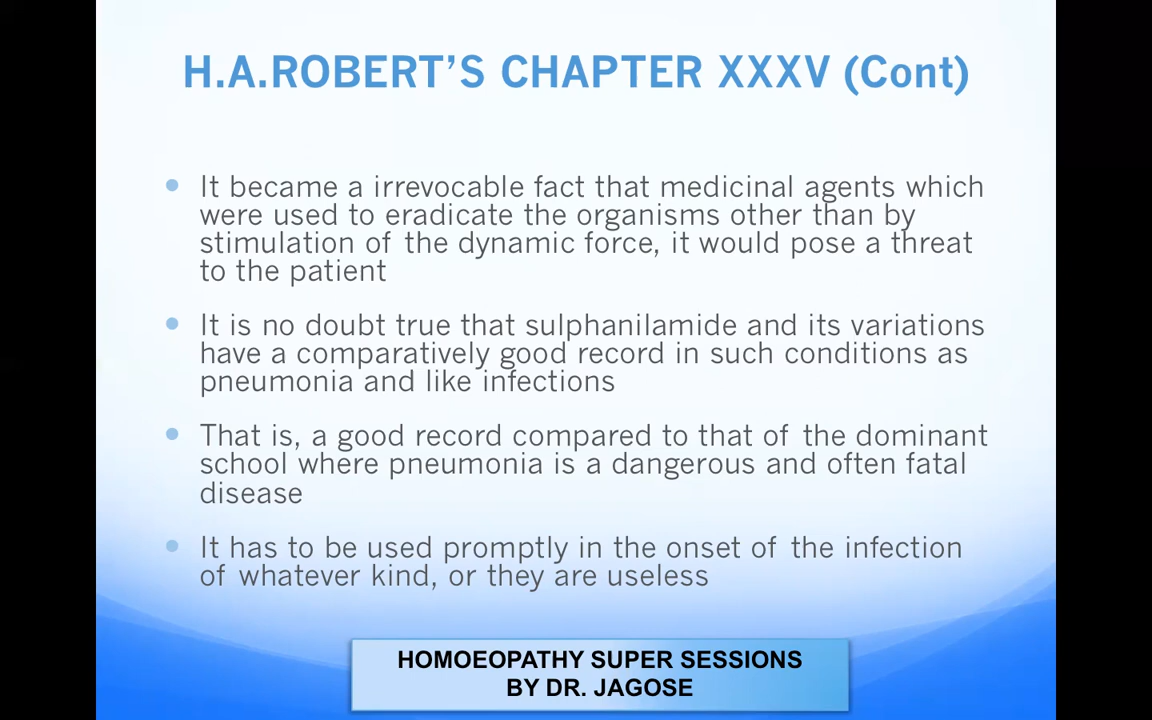 H.A.ROBERT’S CHAPTER XXXV (Cont)
• It became a irrevocable fact that medicinal agents which
were used to eradicate the organisms other than by
stimulation of the dynamic force, it would pose a threat
to the patient
• It is no doubt true that sulphanilamide and its variations
have a comparatively good record in such conditions as
pneumonia and like infections
• That is, a good record compared to that of the dominant
school where pneumonia is a dangerous and often fatal
disease
• It has to be used promptly in the onset of the infection
of whatever kind, or they are useless
HOMOEOPATHY SUPER SESSIONS
BY DR. JAGOSE